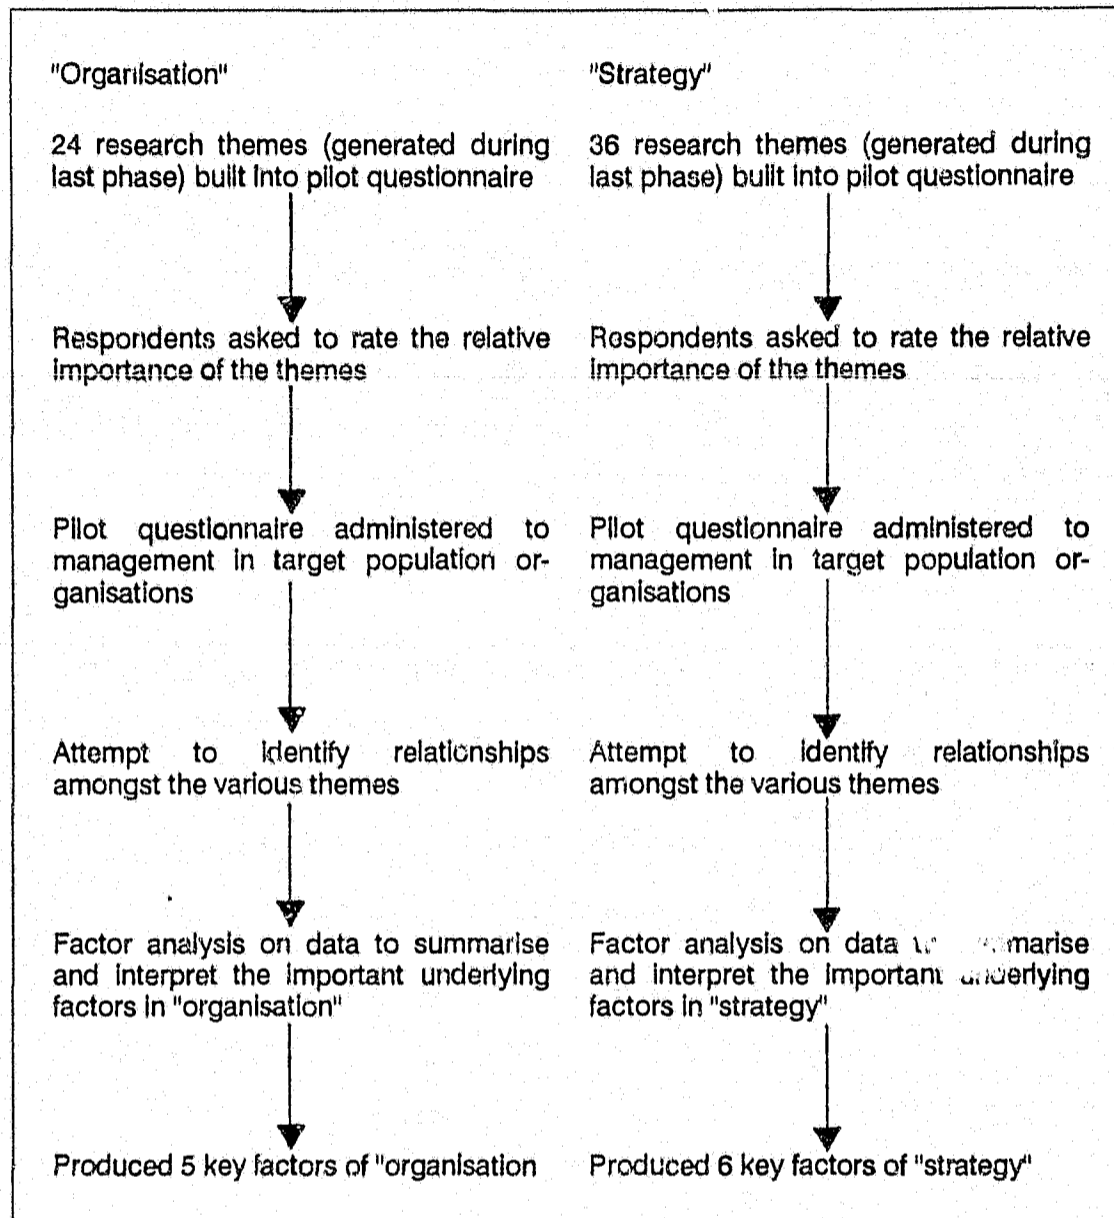 "Organisation"
24 research themes (generated during
last phase) built into pilot questionnaire
Respondents asked to rate the relative
importance of the themes
Pilot questionnaire administered to
management in target population or-
ganisations
Attempt to identify relationships
amongst the various themes
Factor analysis on data to summarise
and interpret the important underlying
factors in "organisation"
Produced 5 key factors of "organisation
"Strategy"
36 research themes (generated during
last phase) built into pilot questionnaire
Respondents asked to rate the relative
importance of the themes
Pilot questionnaire administered to
management in target population or-
ganisations
Attempt to identify relationships
amongst the various themes
Factor analysis on data
and interpret the important underlying
factors in "strategy"
Produced 6 key factors of "strategy"